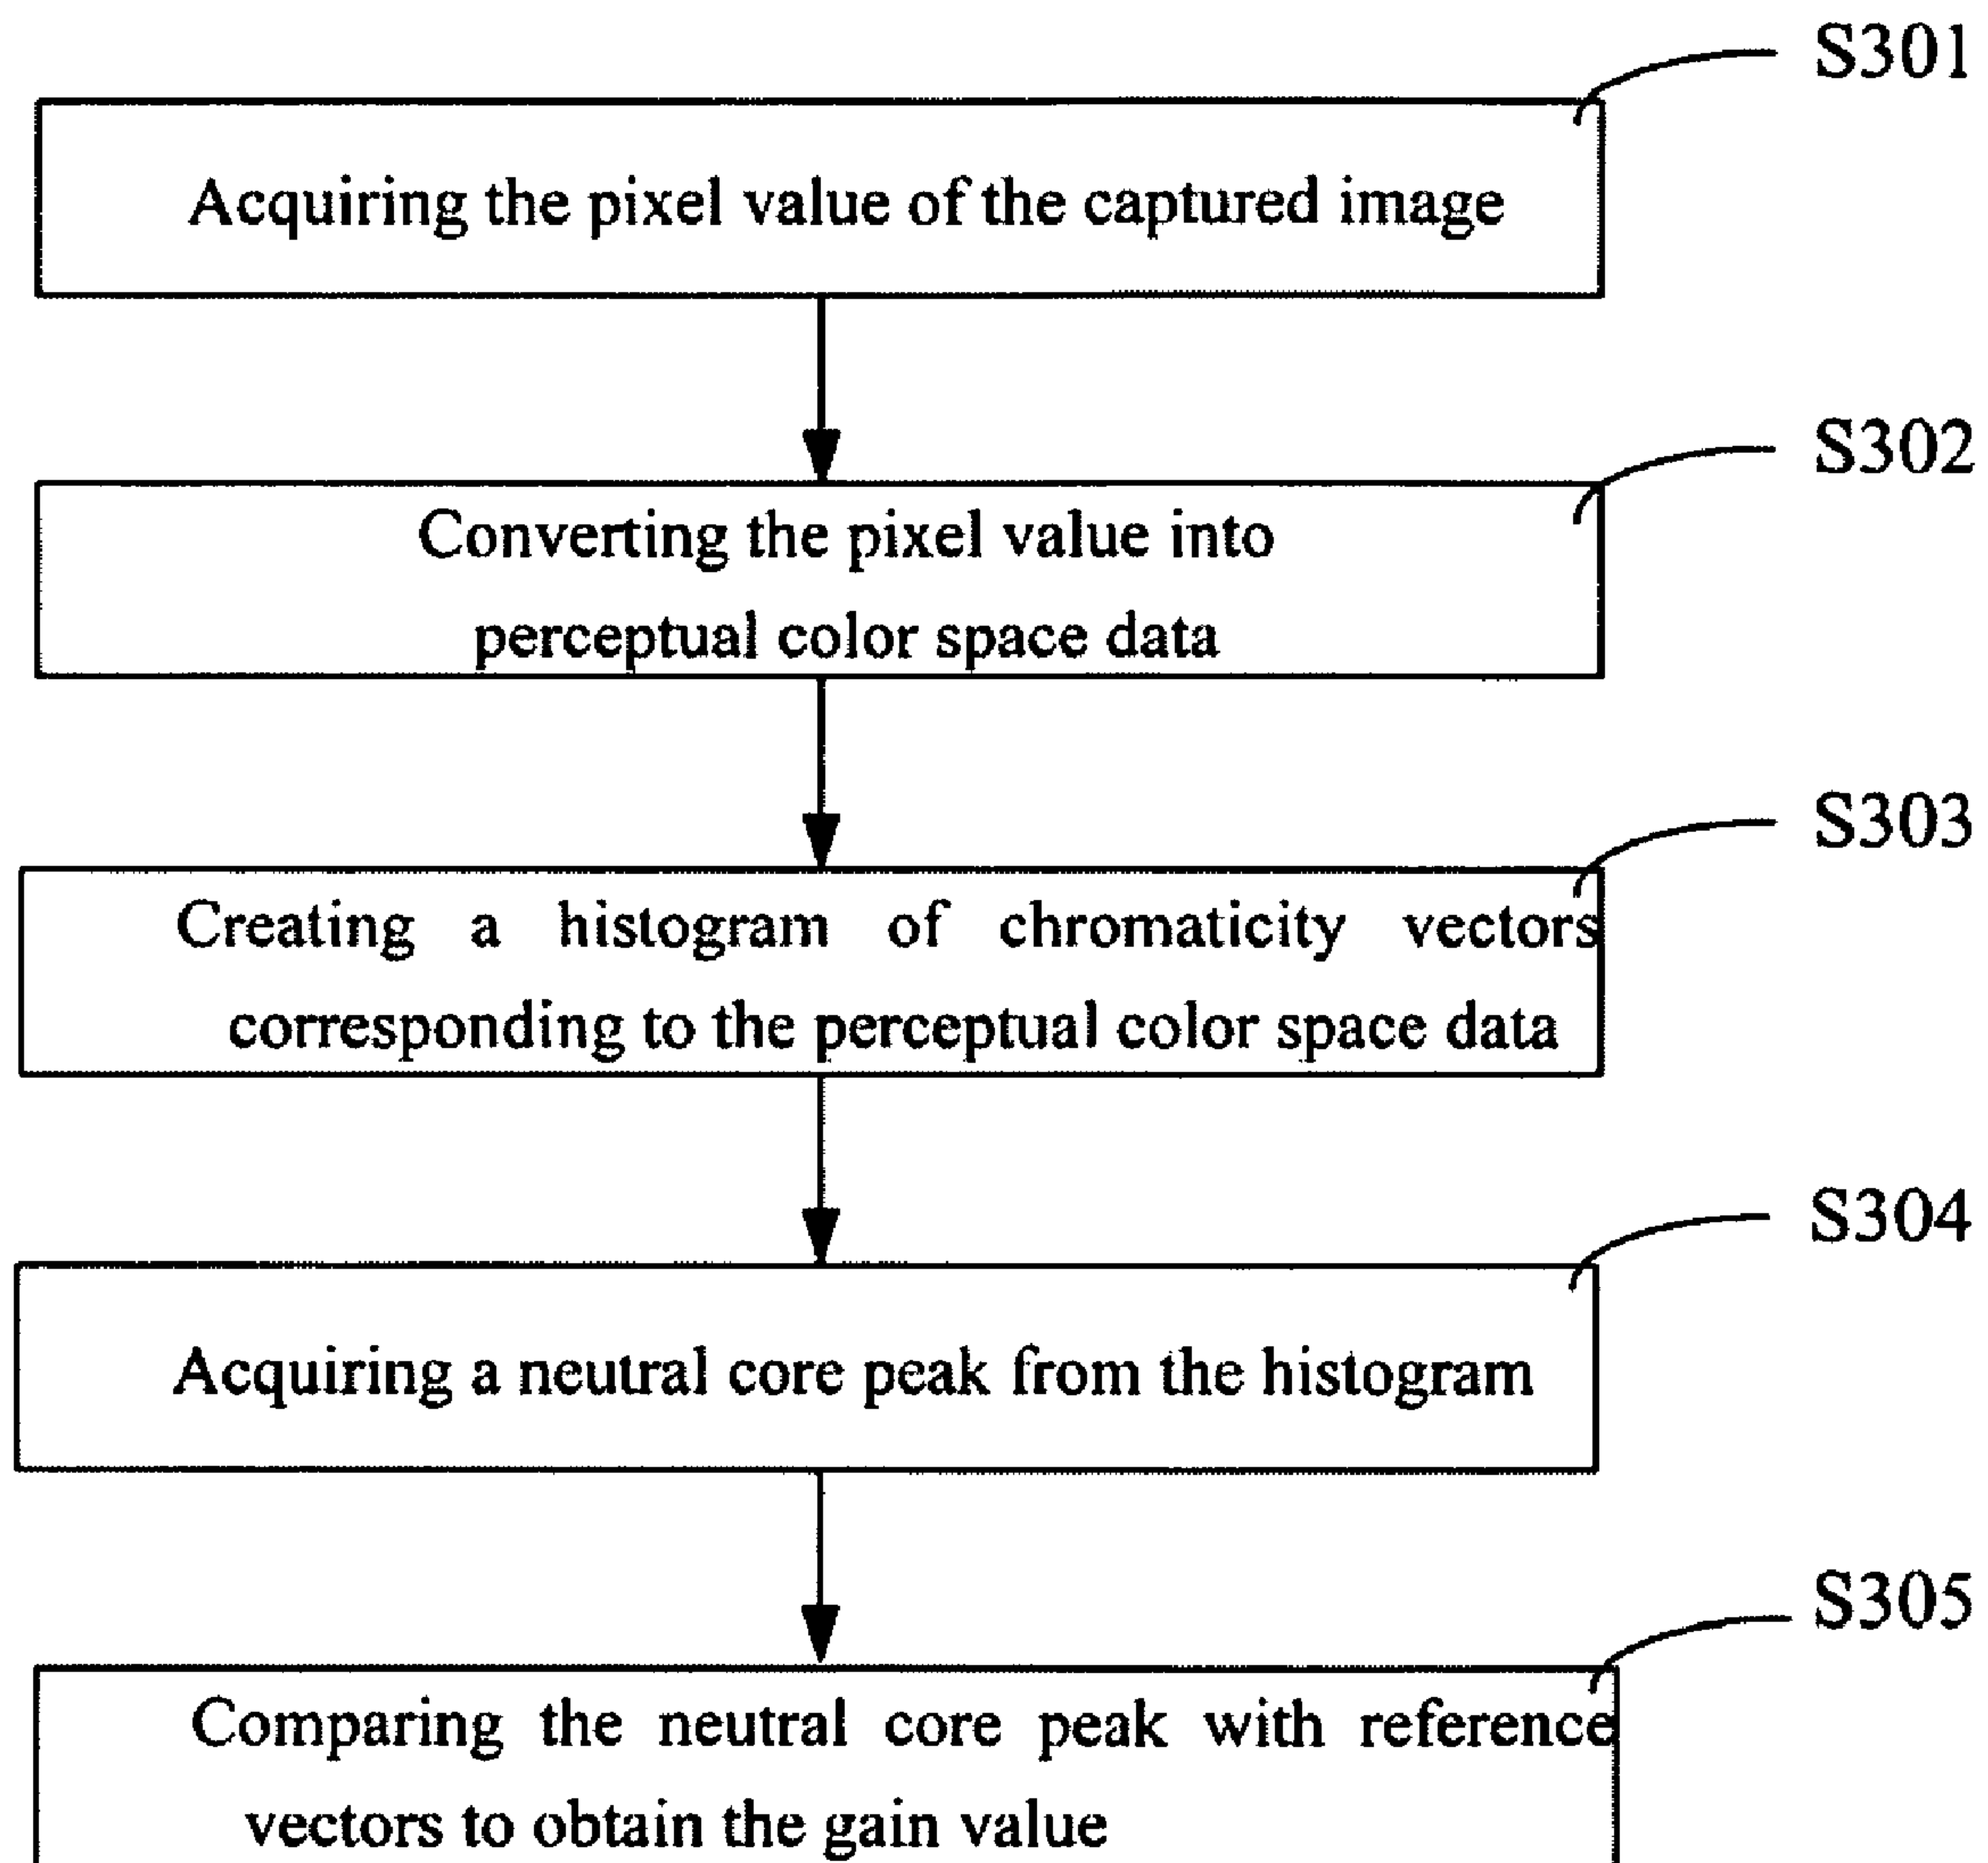 S301
Acquiring the pixel value of the captured image
S302
Converting the pixel value into
perceptual color space data
S303
Creating a histogram of chromaticity vectors
corresponding to the perceptual color space data
S304
Acquiring a neutral core peak from the histogram
S305
Comparing the neutral core peak with reference
vectors to obtain the gain value